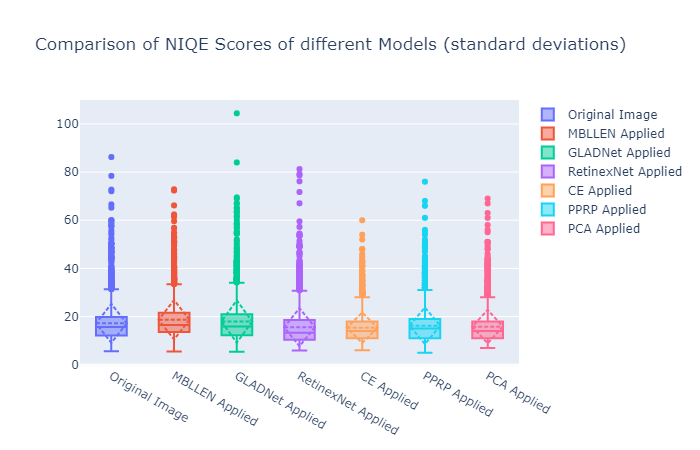 Comparison of NIQE Scores of different Models (standard deviations)
100
80
60
40
20
0
Original Image
MBLLEN Applied
GLADNet Applied
RetinexNet Applied
CE Applied
PPRP Applied
PCA Applied
Original Image
MBLLEN Applied
GLADNet Applied
RetinexNet Applied
CE Applied
PPRP Applied
PCA Applied